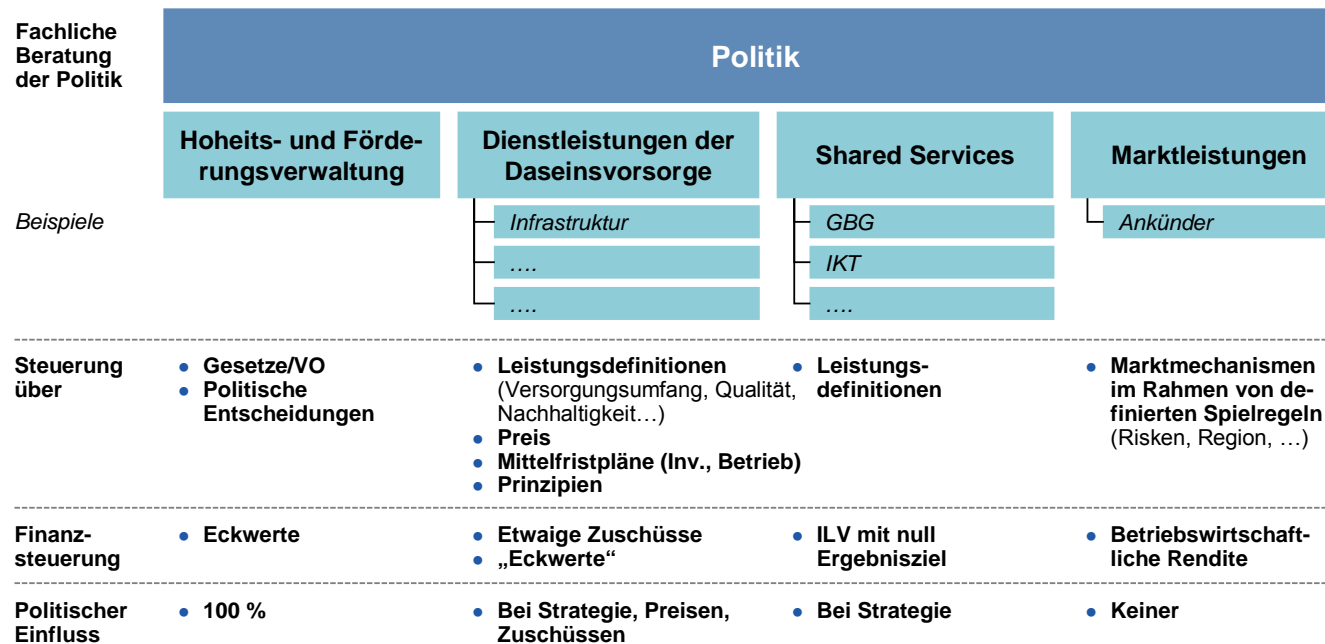 Fachliche
Beratung
der Politik
Politik
Hoheits- und Förde-
rungsverwaltung
Dienstleistungen der
Daseinsvorsorge
Shared Services
Marktleistungen
Beispiele
Infrastruktur
….
….
GBG
IKT
….
Ankünder
Steuerung
über
• Gesetze/VO
• Politische
Entscheidungen
• Leistungsdefinitionen
(Versorgungsumfang, Qualität,
Nachhaltigkeit…)
• Preis
• Mittelfristpläne (Inv., Betrieb)
• Prinzipien
• Leistungs-
definitionen
• Marktmechanismen
im Rahmen von de-
finierten Spielregeln
(Risken, Region, …)
Finanz-
steuerung
• Eckwerte
• Etwaige Zuschüsse
• „Eckwerte“
• ILV mit null
Ergebnisziel
• Betriebswirtschaft-
liche Rendite
Politischer
Einfluss
• 100 %
• Bei Strategie, Preisen,
Zuschüssen
• Bei Strategie
• Keiner